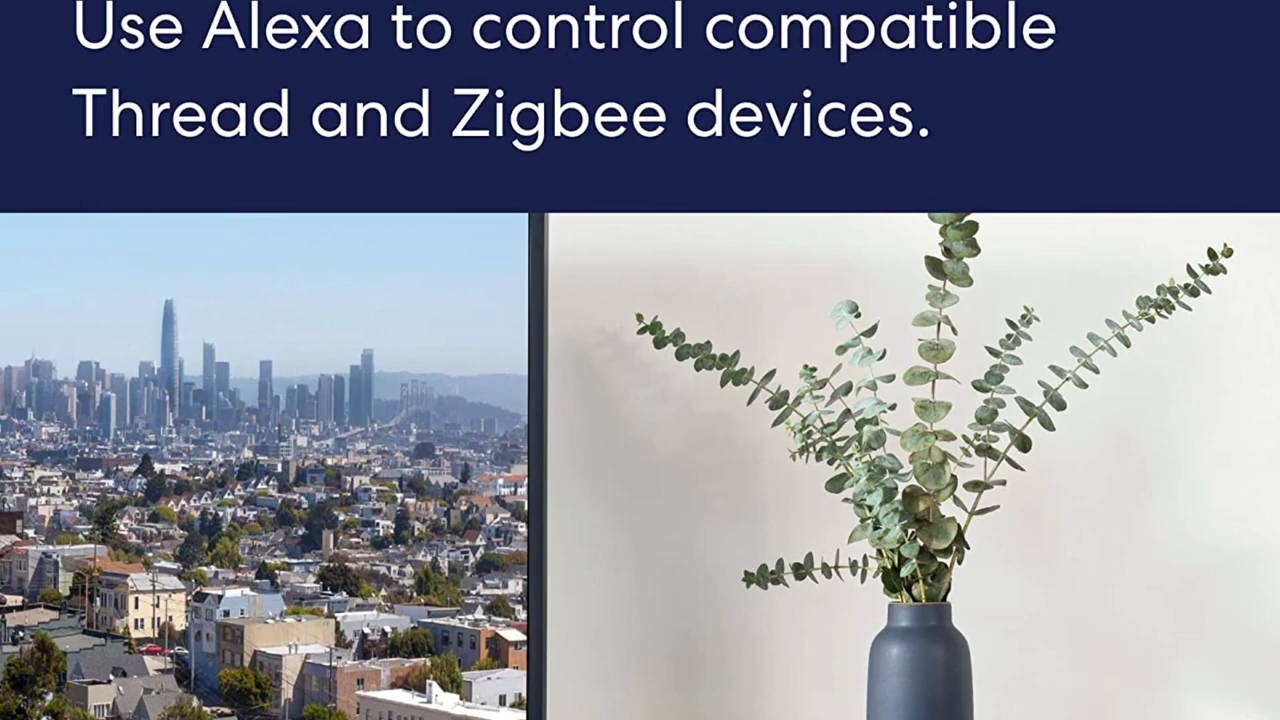 Use Alexa to control compatible
Thread and Zigbee devices.